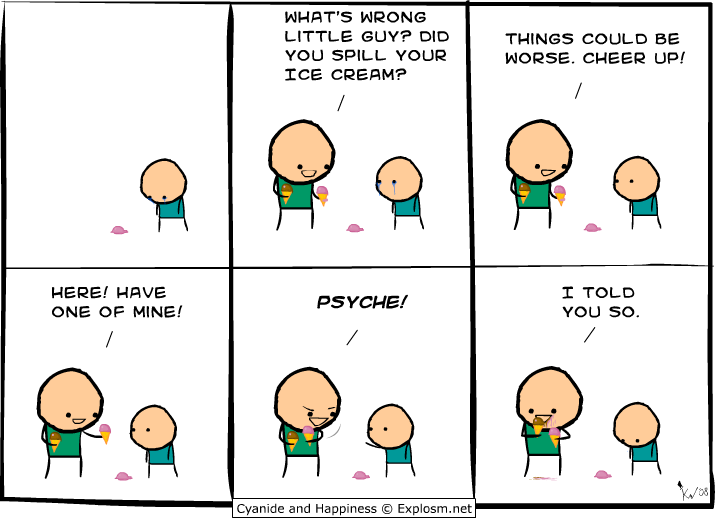 WHAT'S WRONG
LITTLE GUY? DID
YOU SPILL YOUR
ICE CREAM?
THINGS COULD BE
WORSE. CHEER UP!
HERE! HAVE
ONE OF MINE!
PSYCHE!
I TOLD
YOU SO.
Cyanide and Happiness © Explosm.net